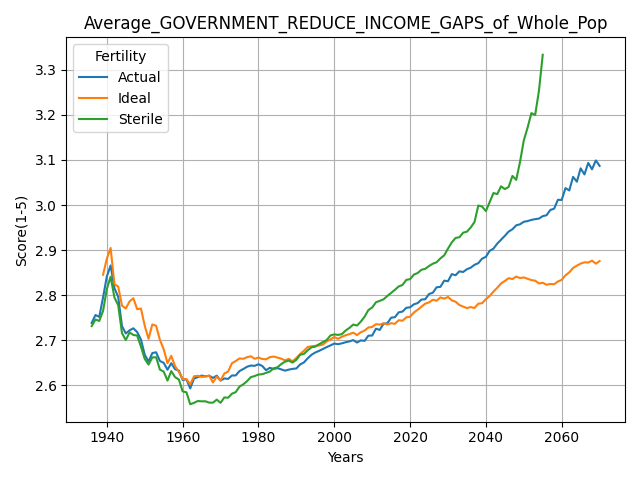 Average_GOVERNMENT_REDUCE_INCOME_GAPS_of_Whole_Pop
Fertility
Actual
Ideal
Sterile
Score(1-5)
3.3
3.2
3.1
3.0
2.9
2.8
2.7
2.6
1940 1960 1980 2000 2020 2040 2060
Years